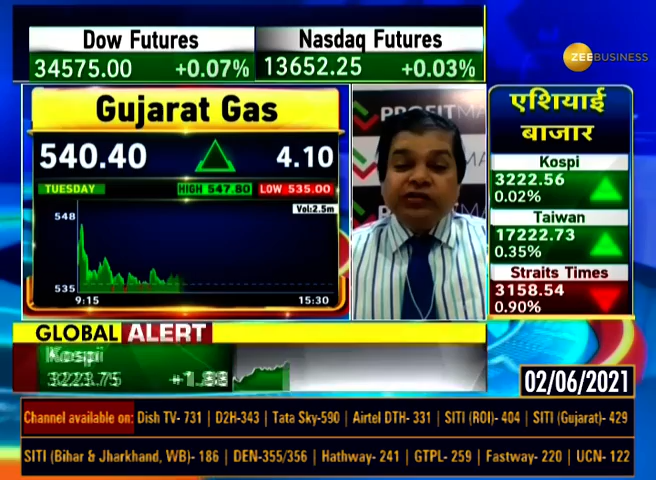 Dow Futures
34575.00 +0.07%
Nasdaq Futures
13652.25 +0.03%
ZEEBUSINESS
Gujarat Gas
540.40 4.10
TUESDAY HIGH 547.80 LOW 535.00
Vol:2.5m
548
535
9:15 15:30
PROFITMA
एशियाई
बाजार
Kospi
3222.56
0.02%
Taiwan
17222.73
0.35%
Straits Times
3158.54
0.90%
GLOBAL ALERT
Kospi
3223.75 +1.88
02/06/2021
Channel available on: Dish TV- 731 | D2H-343 | Tata Sky-590 | Airtel DTH- 331 | SITI (ROI)- 404 | SITI (Gujarat)- 429
SITI (Bihar & Jharkhand, WB)- 186 | DEN-355/356 | Hathway- 241 | GTPL- 259 | Fastway- 220 | UCN- 122